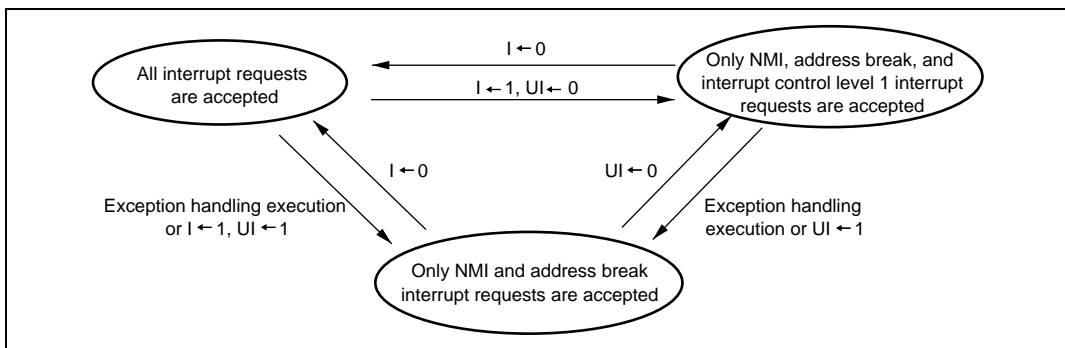 All interrupt requests
are accepted
I ← 0
I ← 1, UI ← 0
Only NMI, address break, and
interrupt control level 1 interrupt
requests are accepted
Exception handling execution
or I ← 1, UI ← 1
I ← 0
UI ← 0
Exception handling
execution or UI ← 1
Only NMI and address break
interrupt requests are accepted